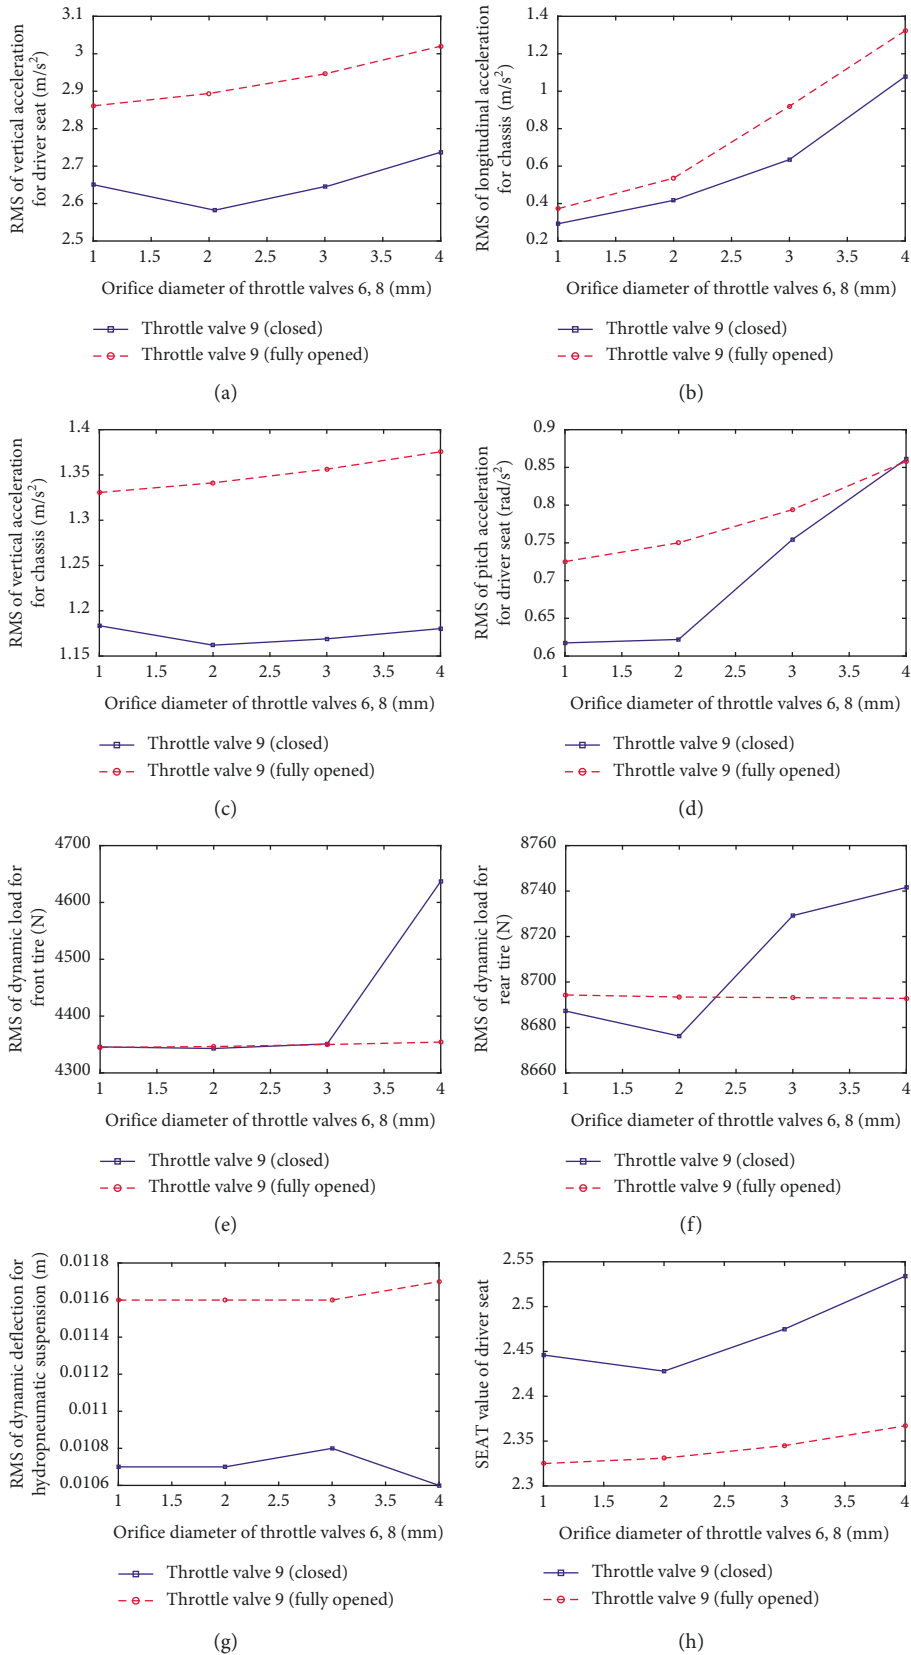 RMS of vertical acceleration
for driver seat (m/s²)
3.1
3
2.9
2.8
2.7
2.6
2.5
1 1.5 2 2.5 3 3.5 4
Orifice diameter of throttle valves 6, 8 (mm)
Throttle valve 9 (closed)
Throttle valve 9 (fully opened)
(a)
RMS of longitudinal acceleration
for chassis (m/s²)
1.4
1.2
1
0.8
0.6
0.4
0.2
1 1.5 2 2.5 3 3.5 4
Orifice diameter of throttle valves 6, 8 (mm)
Throttle valve 9 (closed)
Throttle valve 9 (fully opened)
(b)
RMS of vertical acceleration
for chassis (m/s²)
1.4
1.35
1.3
1.25
1.2
1.15
1 1.5 2 2.5 3 3.5 4
Orifice diameter of throttle valves 6, 8 (mm)
Throttle valve 9 (closed)
Throttle valve 9 (fully opened)
(c)
RMS of pitch acceleration
for driver seat (rad/s²)
0.9
0.85
0.8
0.75
0.7
0.65
0.6
1 1.5 2 2.5 3 3.5 4
Orifice diameter of throttle valves 6, 8 (mm)
Throttle valve 9 (closed)
Throttle valve 9 (fully opened)
(d)
RMS of dynamic load for
front tire (N)
4700
4600
4500
4400
4300
1 1.5 2 2.5 3 3.5 4
Orifice diameter of throttle valves 6, 8 (mm)
Throttle valve 9 (closed)
Throttle valve 9 (fully opened)
(e)
RMS of dynamic load for
rear tire (N)
8760
8740
8720
8700
8680
8660
1 1.5 2 2.5 3 3.5 4
Orifice diameter of throttle valves 6, 8 (mm)
Throttle valve 9 (closed)
Throttle valve 9 (fully opened)
(f)
RMS of dynamic deflection for
hydropneumatic suspension (m)
0.0118
0.0116
0.0114
0.0112
0.011
0.0108
0.0106
1 1.5 2 2.5 3 3.5 4
Orifice diameter of throttle valves 6, 8 (mm)
Throttle valve 9 (closed)
Throttle valve 9 (fully opened)
(g)
SEAT value of driver seat
2.55
2.5
2.45
2.4
2.35
2.3
1 1.5 2 2.5 3 3.5 4
Orifice diameter of throttle valves 6, 8 (mm)
Throttle valve 9 (closed)
Throttle valve 9 (fully opened)
(h)